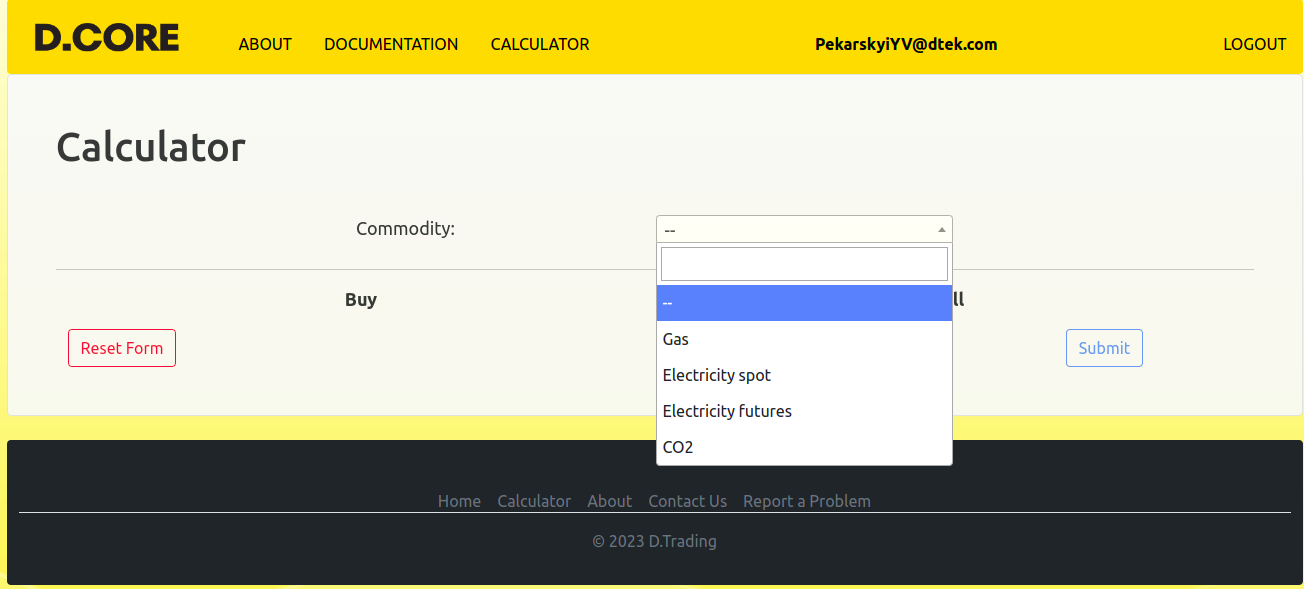 D.CORE ABOUT DOCUMENTATION CALCULATOR PekarskyiYV@dtek.com LOGOUT
Calculator
Commodity: --
--
Buy ll
Gas
Reset Form Submit
Electricity spot
Electricity futures
CO2
Home Calculator About Contact Us Report a Problem
© 2023 D.Trading